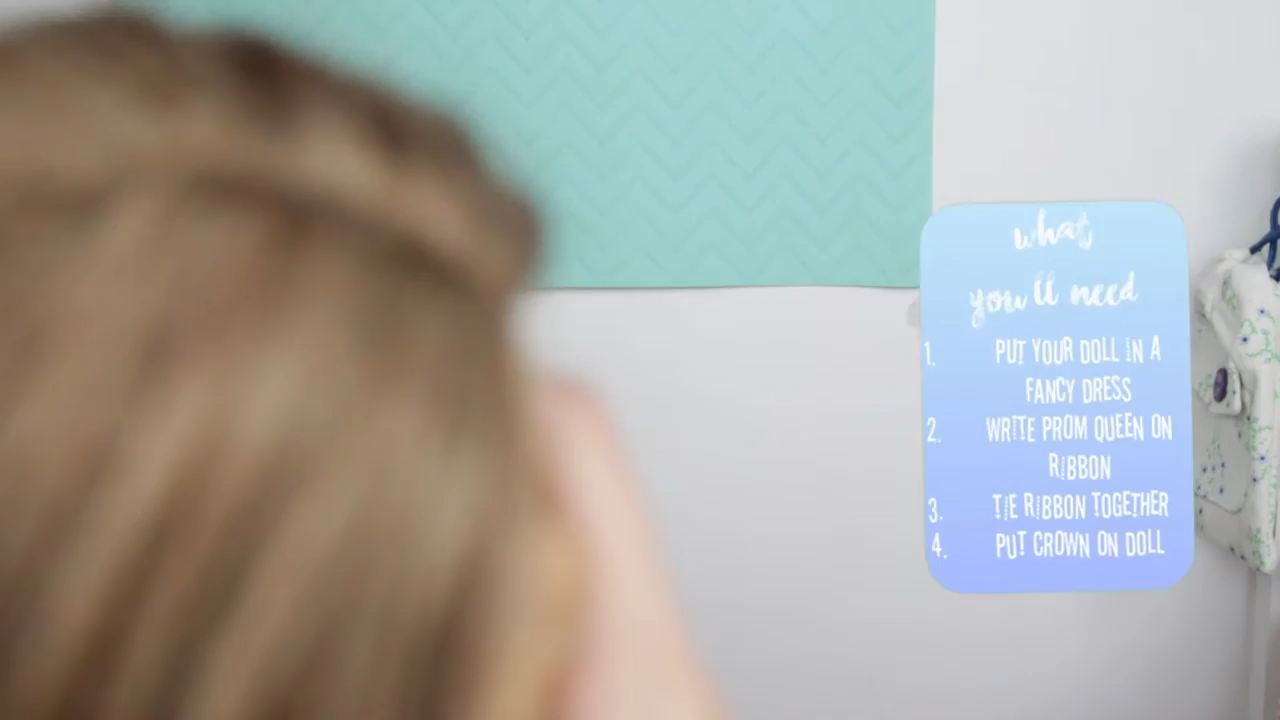 what
you'll need
1. PUT YOUR DOLL IN A
FANCY DRESS
2. WRITE PROM QUEEN ON
RIBBON
3. TIE RIBBON TOGETHER
4. PUT CROWN ON DOLL